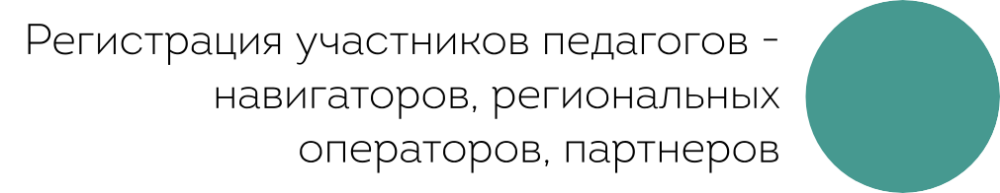 Регистрация участников педагогов -
навигаторов, региональных
операторов, партнеров